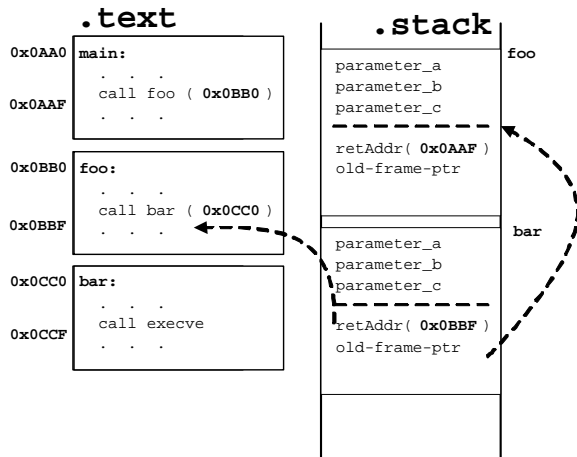 .text
0x0AA0 main:
. . .
call foo ( 0x0BB0 )
0x0AAF
. . .
0x0BB0 foo:
. . .
call bar ( 0x0CC0 )
0x0BBF
. . .
0x0CC0 bar:
. . .
call execve
0x0CCF
. . .
.stack
foo
parameter_a
parameter_b
parameter_c
retAddr( 0x0AAF )
old-frame-ptr
bar
parameter_a
parameter_b
parameter_c
retAddr( 0x0BBF )
old-frame-ptr